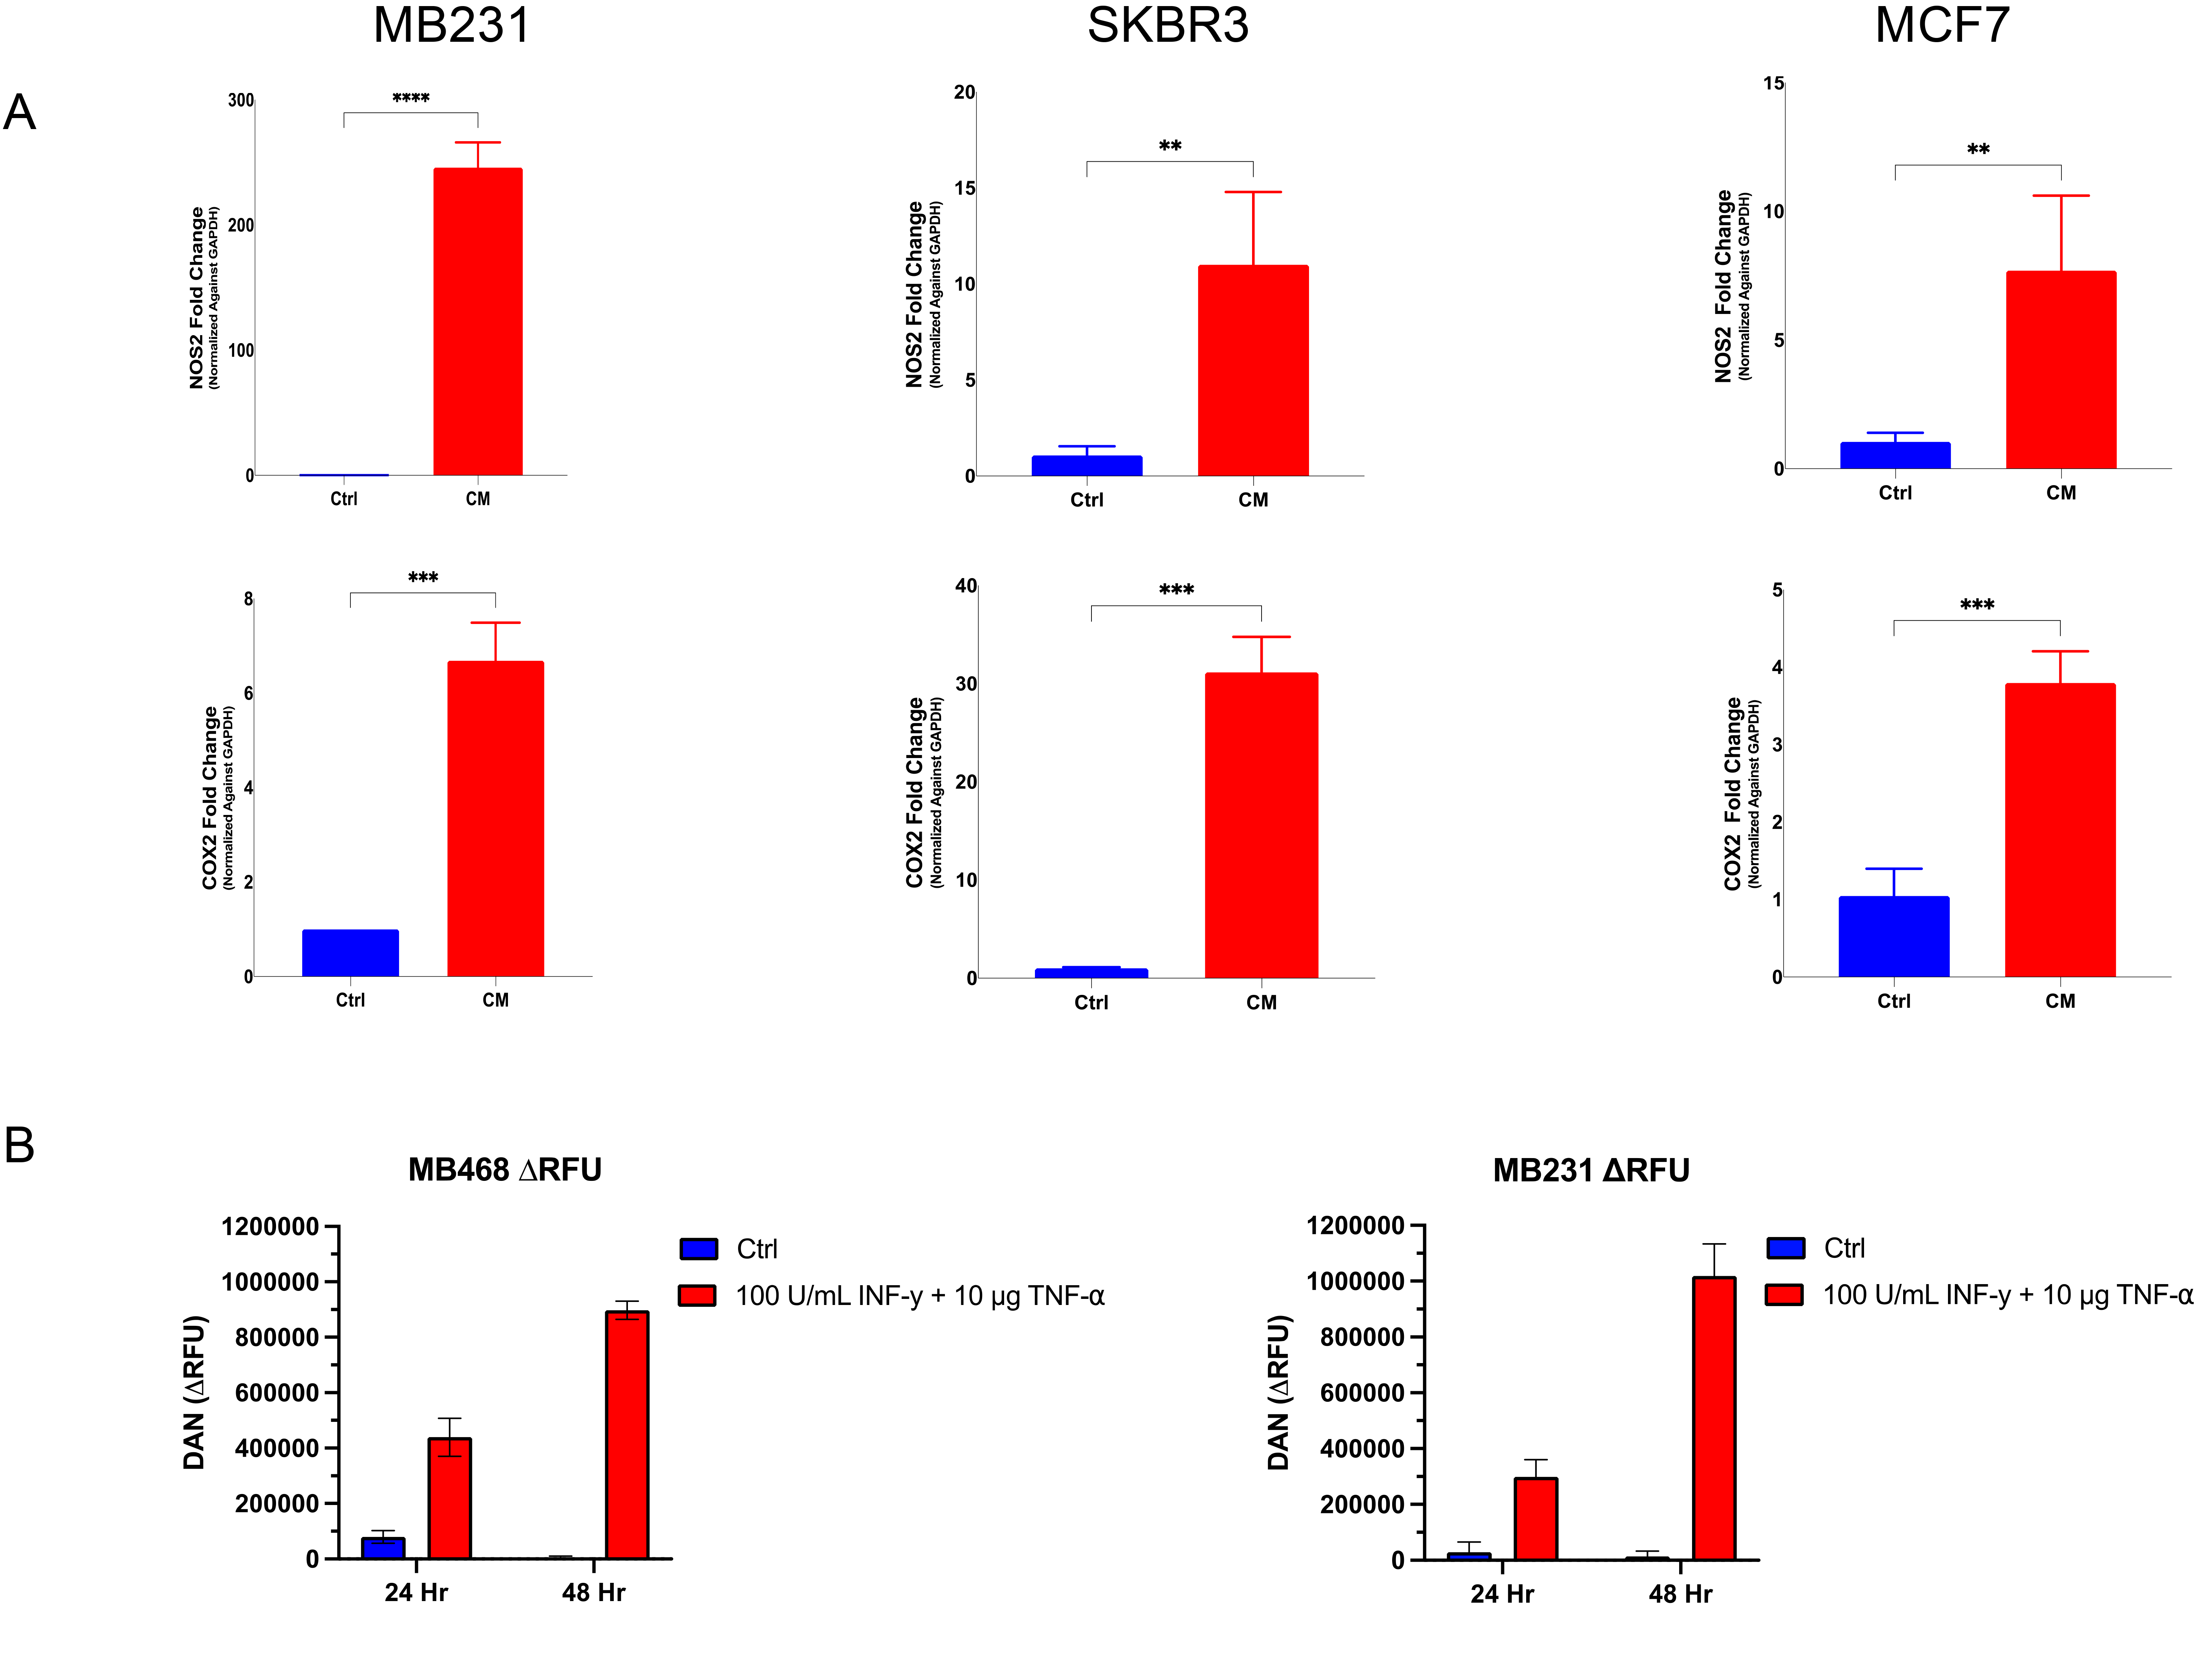 MB231
SKBR3
MCF7
A
300
200
100
0
NOS2 Fold Change
(Normalized Against GAPDH)
****
Ctrl
CM
20
15
10
5
0
NOS2 Fold Change
(Normalized Against GAPDH)
**
Ctrl
CM
15
10
5
0
NOS2 Fold Change
(Normalized Against GAPDH)
**
Ctrl
CM
8
6
4
2
0
COX2 Fold Change
(Normalized Against GAPDH)
***
Ctrl
CM
40
30
20
10
0
COX2 Fold Change
(Normalized Against GAPDH)
***
Ctrl
CM
5
4
3
2
1
0
COX2 Fold Change
(Normalized Against GAPDH)
***
Ctrl
CM
B
MB468 ΔRFU
1200000
1000000
800000
600000
400000
200000
0
DAN (ΔRFU)
24 Hr
48 Hr
Ctrl
100 U/mL INF-y + 10 µg TNF-α
MB231 ΔRFU
1200000
1000000
800000
600000
400000
200000
0
DAN (ΔRFU)
24 Hr
48 Hr
Ctrl
100 U/mL INF-y + 10 µg TNF-α